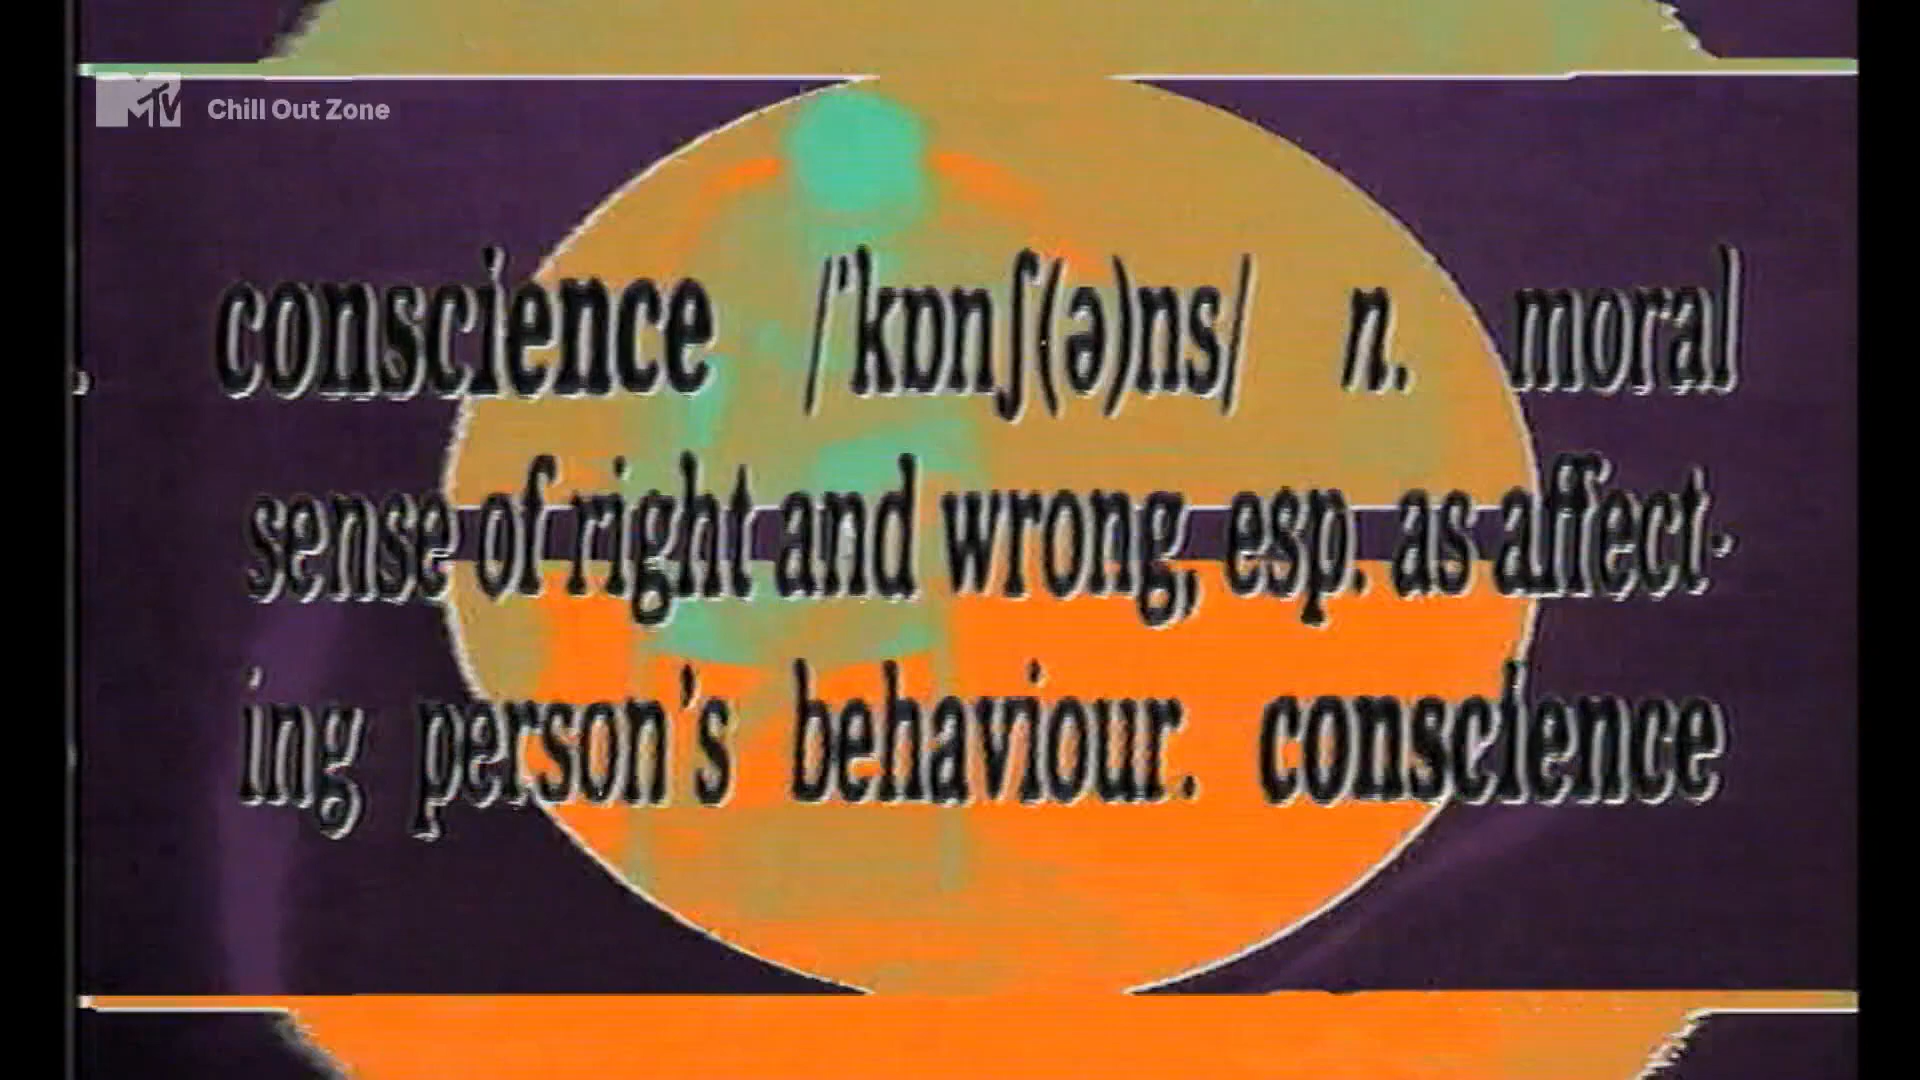 MTV Chill Out Zone
conscience /ˈkɒnʃ(ə)ns/ n. moral
sense of right and wrong, esp. as affect-
ing person's behaviour. conscience